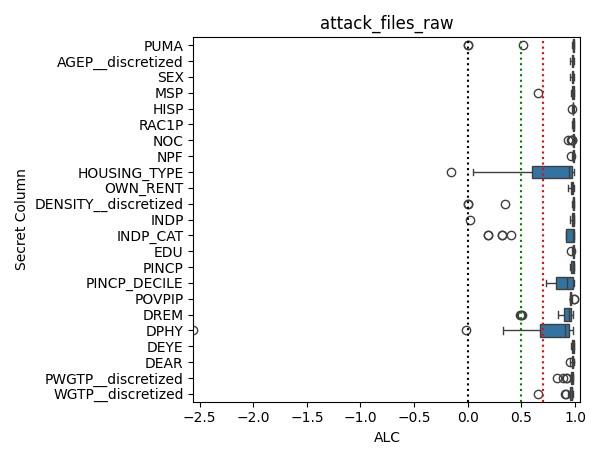 attack_files_raw
PUMA
AGEP__discretized
SEX
MSP
HISP
RAC1P
NOC
NPF
HOUSING_TYPE
OWN_RENT
DENSITY__discretized
INDP
INDP_CAT
EDU
PINCP
PINCP_DECILE
POVPIP
DREM
DPHY
DEYE
DEAR
PWGTP__discretized
WGTP__discretized
Secret Column
−2.5 −2.0 −1.5 −1.0 −0.5 0.0 0.5 1.0
ALC